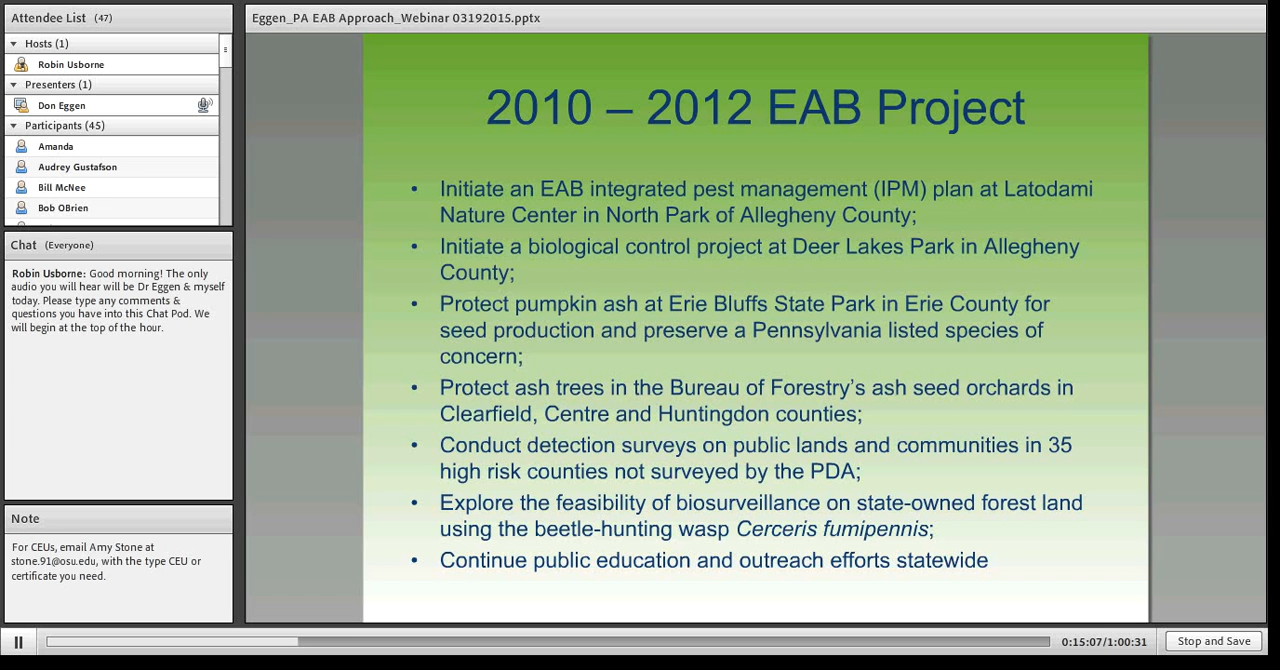 Attendee List (47)
Hosts (1)
Robin Usborne
Presenters (1)
Don Eggen
Participants (45)
Amanda
Audrey Gustafson
Bill McNee
Bob OBrien
Chat (Everyone)
Robin Usborne: Good morning! The only
audio you will hear will be Dr Eggen & myself
today. Please type any comments &
questions you have into this Chat Pod. We
will begin at the top of the hour.
Note
For CEUs, email Amy Stone at
stone.91@osu.edu, with the type CEU or
certificate you need.
Eggen_PA EAB Approach_Webinar 03192015.pptx
2010 – 2012 EAB Project
• Initiate an EAB integrated pest management (IPM) plan at Latodami
Nature Center in North Park of Allegheny County;
• Initiate a biological control project at Deer Lakes Park in Allegheny
County;
• Protect pumpkin ash at Erie Bluffs State Park in Erie County for
seed production and preserve a Pennsylvania listed species of
concern;
• Protect ash trees in the Bureau of Forestry's ash seed orchards in
Clearfield, Centre and Huntingdon counties;
• Conduct detection surveys on public lands and communities in 35
high risk counties not surveyed by the PDA;
• Explore the feasibility of biosurveillance on state-owned forest land
using the beetle-hunting wasp Cerceris fumipennis;
• Continue public education and outreach efforts statewide
0:15:07/1:00:31
Stop and Save